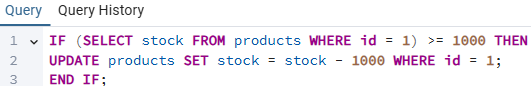 Query Query History
1 IF (SELECT stock FROM products WHERE id = 1) >= 1000 THEN
2 UPDATE products SET stock = stock - 1000 WHERE id = 1;
3 END IF;